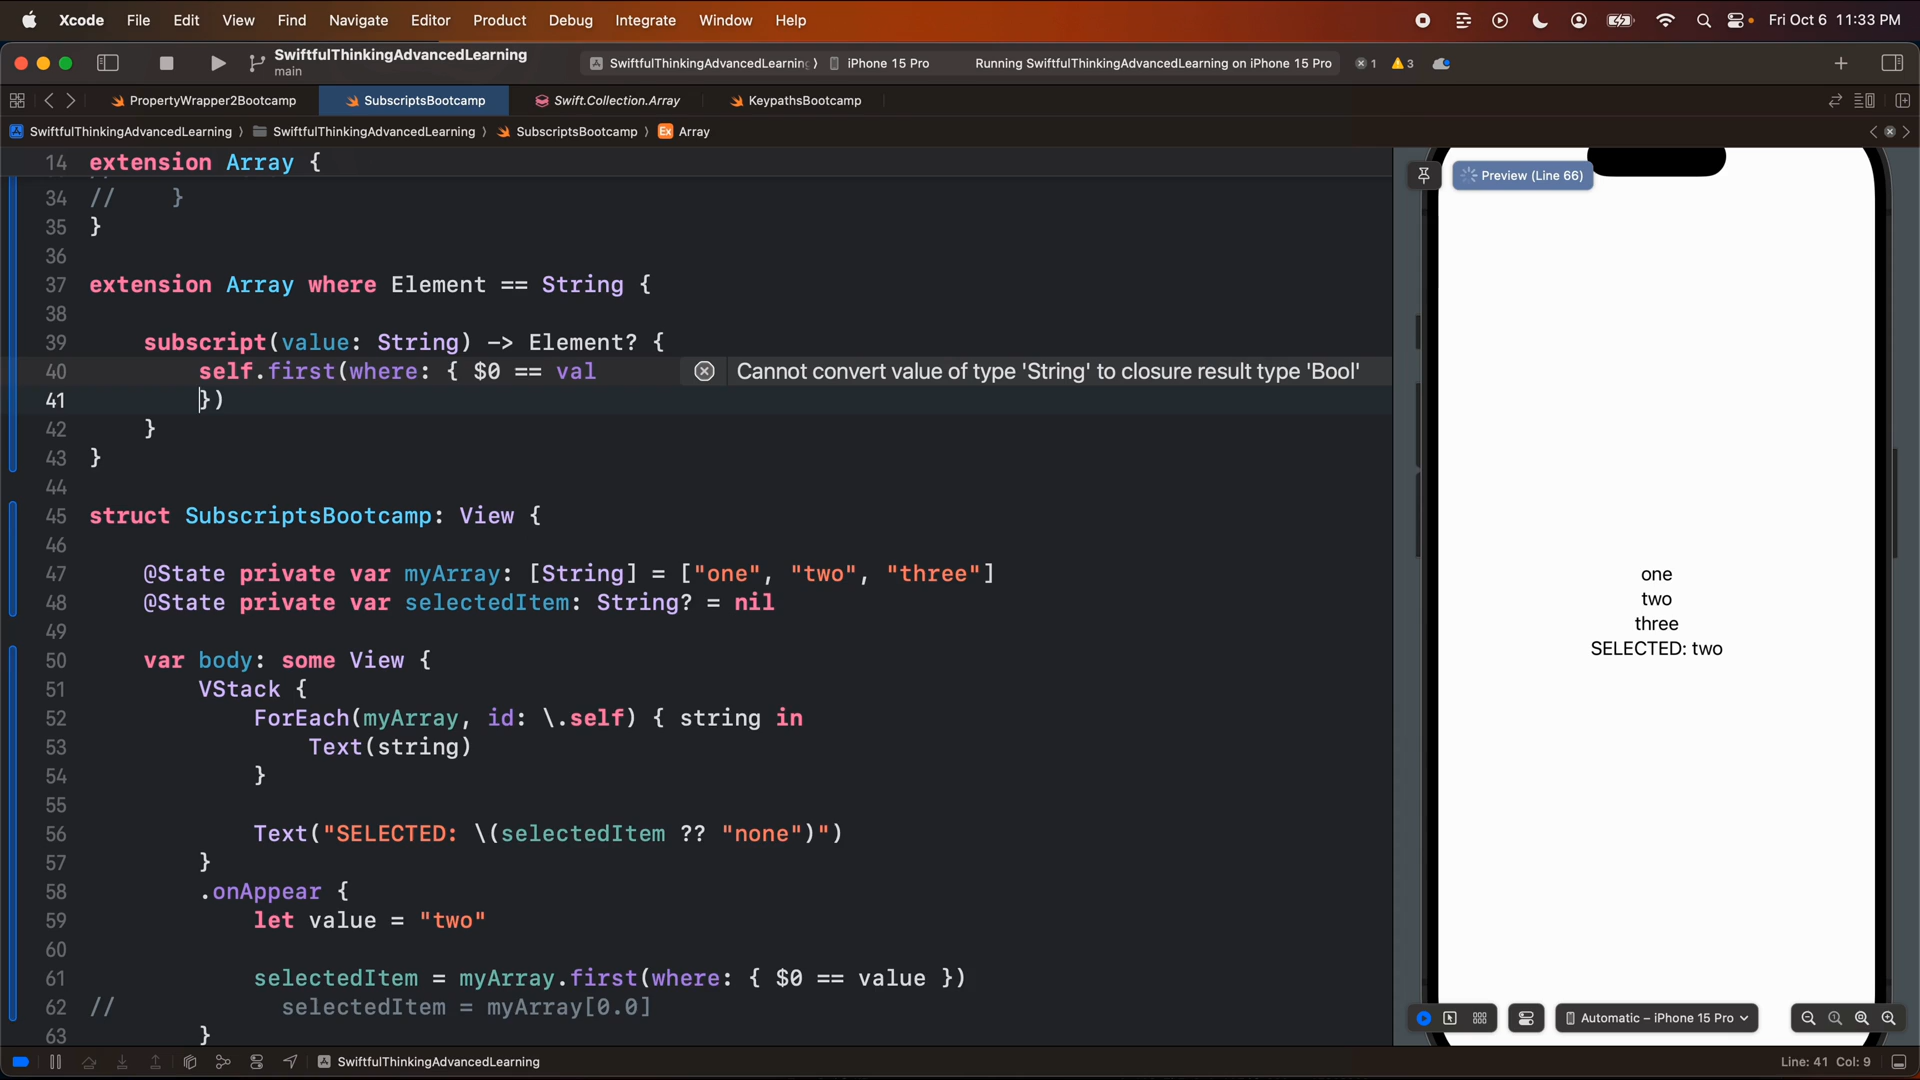 Xcode File Edit View Find Navigate Editor Product Debug Integrate Window Help Fri Oct 6 11:33 PM
SwiftfulThinkingAdvancedLearning
main
SwiftfulThinkingAdvancedLearning 〉 iPhone 15 Pro Running SwiftfulThinkingAdvancedLearning on iPhone 15 Pro 1 3
PropertyWrapper2Bootcamp SubscriptsBootcamp Swift.Collection.Array KeypathsBootcamp
SwiftfulThinkingAdvancedLearning 〉 SwiftfulThinkingAdvancedLearning 〉 SubscriptsBootcamp 〉 Ex Array
14 extension Array {
34 //     }
35 }
36
37 extension Array where Element == String {
38
39     subscript(value: String) -> Element? {
40         self.first(where: { $0 == val
Cannot convert value of type 'String' to closure result type 'Bool'
41         })
42     }
43 }
44
45 struct SubscriptsBootcamp: View {
46
47     @State private var myArray: [String] = ["one", "two", "three"]
48     @State private var selectedItem: String? = nil
49
50     var body: some View {
51         VStack {
52             ForEach(myArray, id: \.self) { string in
53                 Text(string)
54             }
55
56             Text("SELECTED: \(selectedItem ?? "none")")
57         }
58         .onAppear {
59             let value = "two"
60
61             selectedItem = myArray.first(where: { $0 == value })
62 //            selectedItem = myArray[0.0]
63         }
Preview (Line 66)
one
two
three
SELECTED: two
Automatic – iPhone 15 Pro
SwiftfulThinkingAdvancedLearning
Line: 41 Col: 9